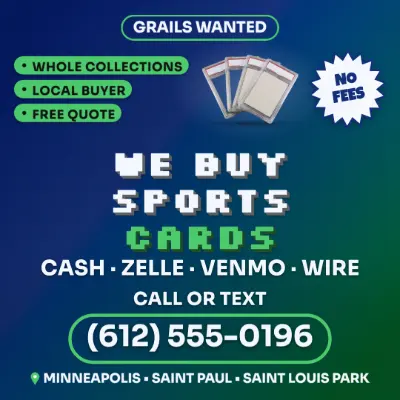 GRAILS WANTED
• WHOLE COLLECTIONS
• LOCAL BUYER
• FREE QUOTE
NO
FEES
WE BUY
SPORTS
CARDS
CASH · ZELLE · VENMO · WIRE
CALL OR TEXT
(612) 555-0196
MINNEAPOLIS • SAINT PAUL • SAINT LOUIS PARK